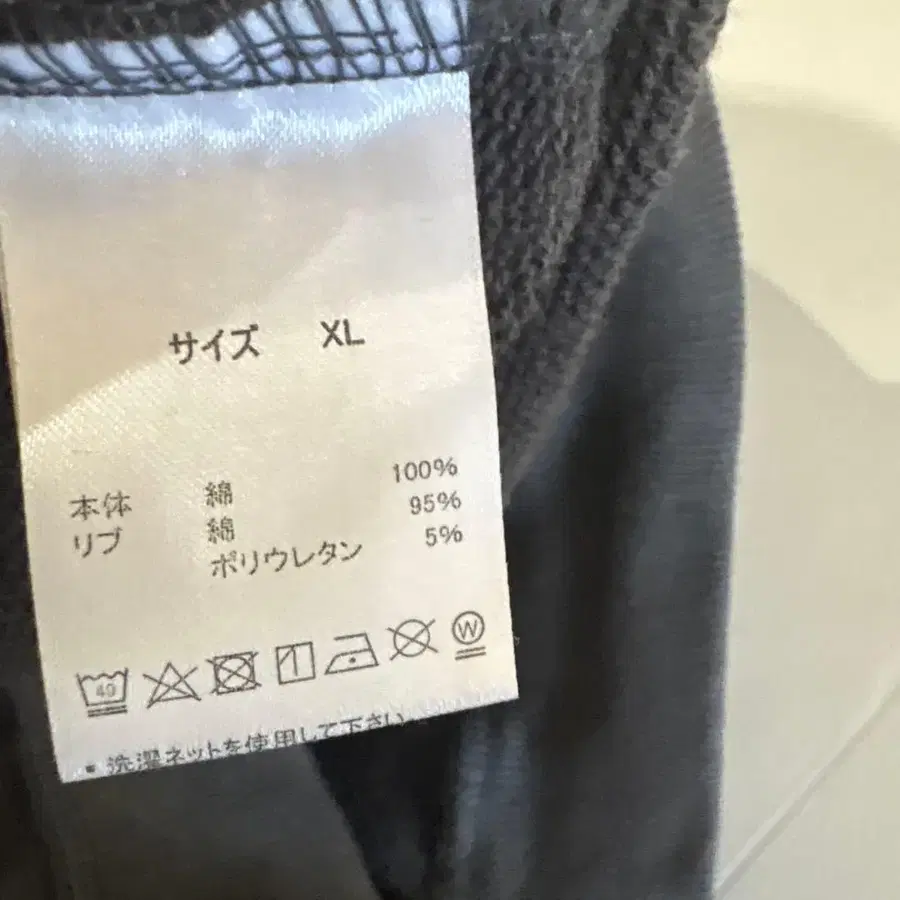 サイズ XL
本体 綿 100%
リブ 綿 95%
ポリウレタン 5%
40
W
・洗濯ネットを使用して下さい